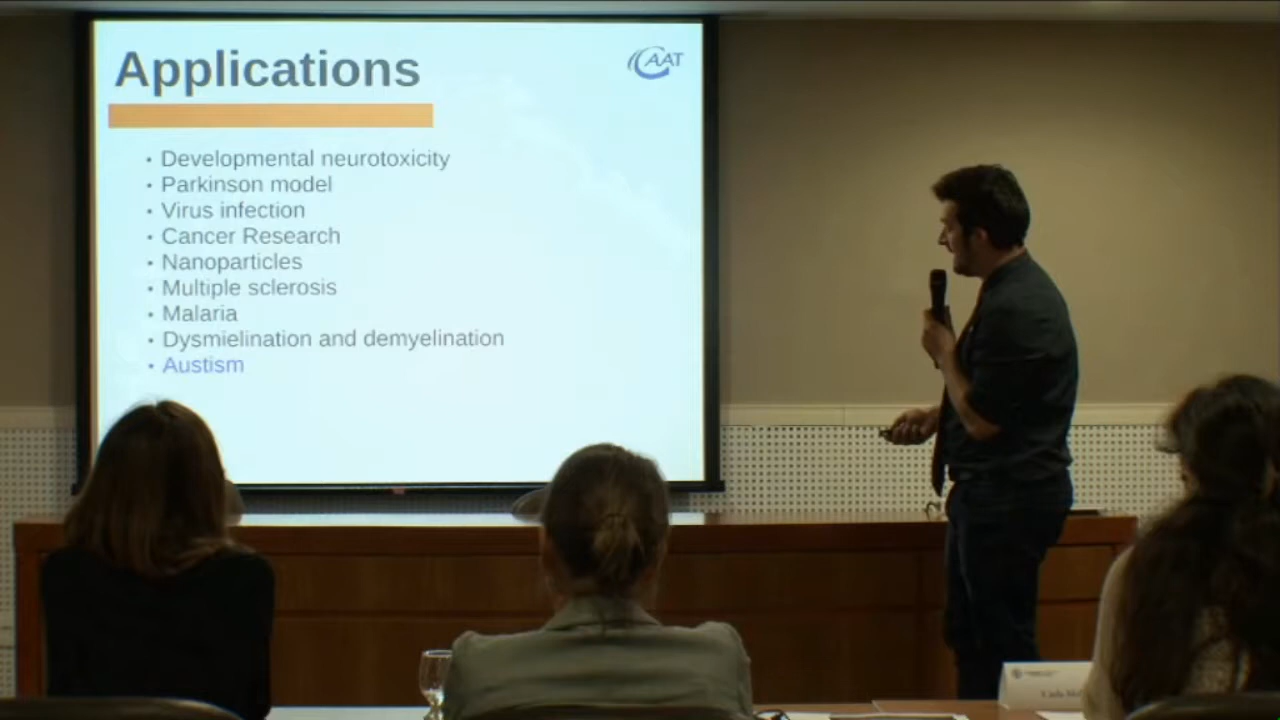 Applications
CAAT
• Developmental neurotoxicity
• Parkinson model
• Virus infection
• Cancer Research
• Nanoparticles
• Multiple sclerosis
• Malaria
• Dysmielination and demyelination
• Austism